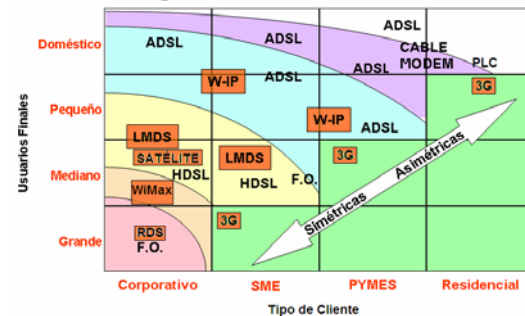 ADSL
ADSL
ADSL
Doméstico
CABLE
MODEM
PLC
ADSL
ADSL
W-IP
3G
Pequeño
W-IP
ADSL
LMDS
SATÉLITE
LMDS
3G
HDSL
HDSL
F.O.
Mediano
WiMax
Simétricas
Asimétricas
3G
RDS
F.O.
Grande
Usuarios Finales
Corporativo
SME
PYMES
Residencial
Tipo de Cliente